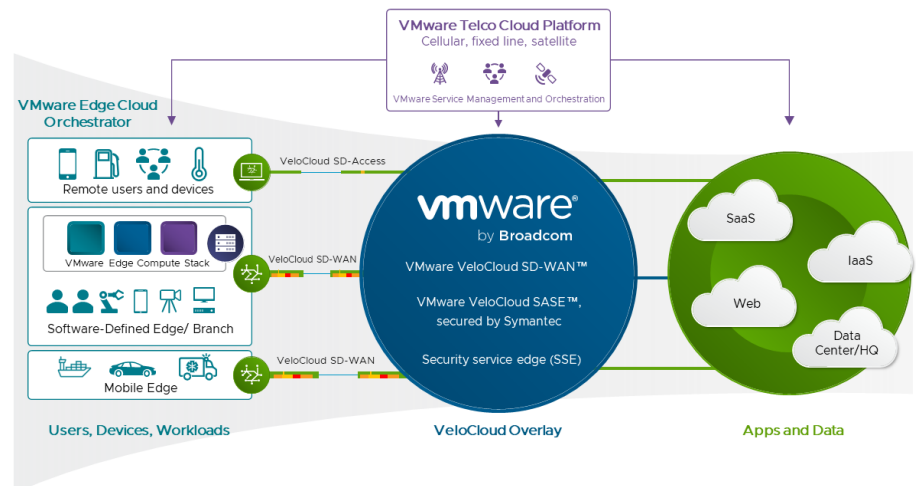 VMware Telco Cloud Platform
Cellular, fixed line, satellite
VMware Service Management and Orchestration
VMware Edge Cloud
Orchestrator
Remote users and devices
VeloCloud SD-Access
VMware Edge Compute Stack
VeloCloud SD-WAN
Software-Defined Edge/ Branch
VeloCloud SD-WAN
Mobile Edge
Users, Devices, Workloads
vmware®
by Broadcom
VMware VeloCloud SD-WAN™
VMware VeloCloud SASE™,
secured by Symantec
Security service edge (SSE)
VeloCloud Overlay
SaaS
IaaS
Web
Data
Center/HQ
Apps and Data